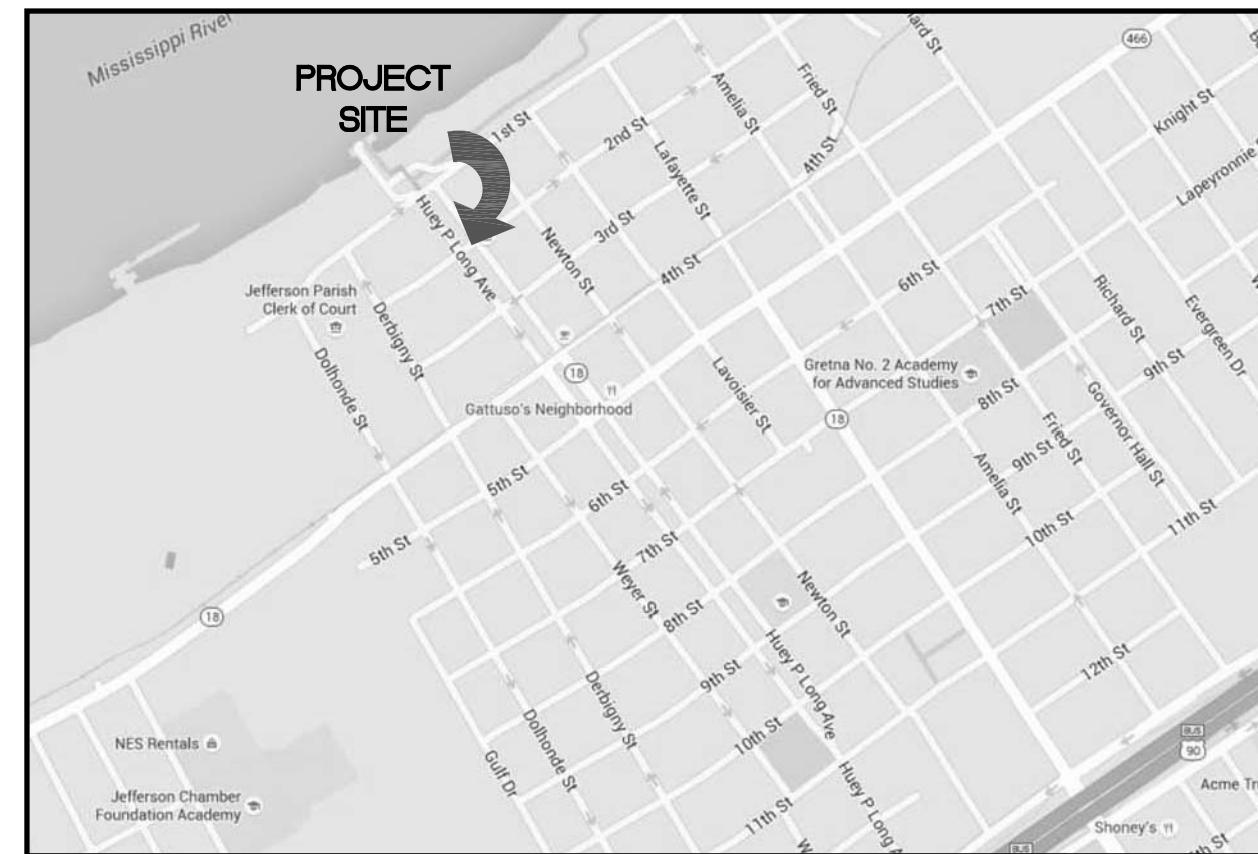 Mississippi River
PROJECT
SITE
1st St
2nd St
3rd St
4th St
4th St
Amelia St
Fried St
ard St
466
Knight St
Lapeyronnie
Lafayette St
Newton St
Huey P Long Ave
Jefferson Parish
Clerk of Court
Derbigny St
Dolhonde St
6th St
7th St
Richard St
Evergreen Dr
9th St
Gretna No. 2 Academy
for Advanced Studies
8th St
Governor Hall St
18
Gattuso's Neighborhood
Lavoisier St
18
9th St
Fried St
Amelia St
10th St
11th St
5th St
6th St
5th St
7th St
Weyer St
8th St
Newton St
18
9th St
Huey P Long Ave
12th St
Derbigny St
Dolhonde St
10th St
Gulf Dr
NES Rentals
BUS
90
Jefferson Chamber
Foundation Academy
Huey P Long A
Acme Tr
11th St
Shoney's
W
BUS
th St